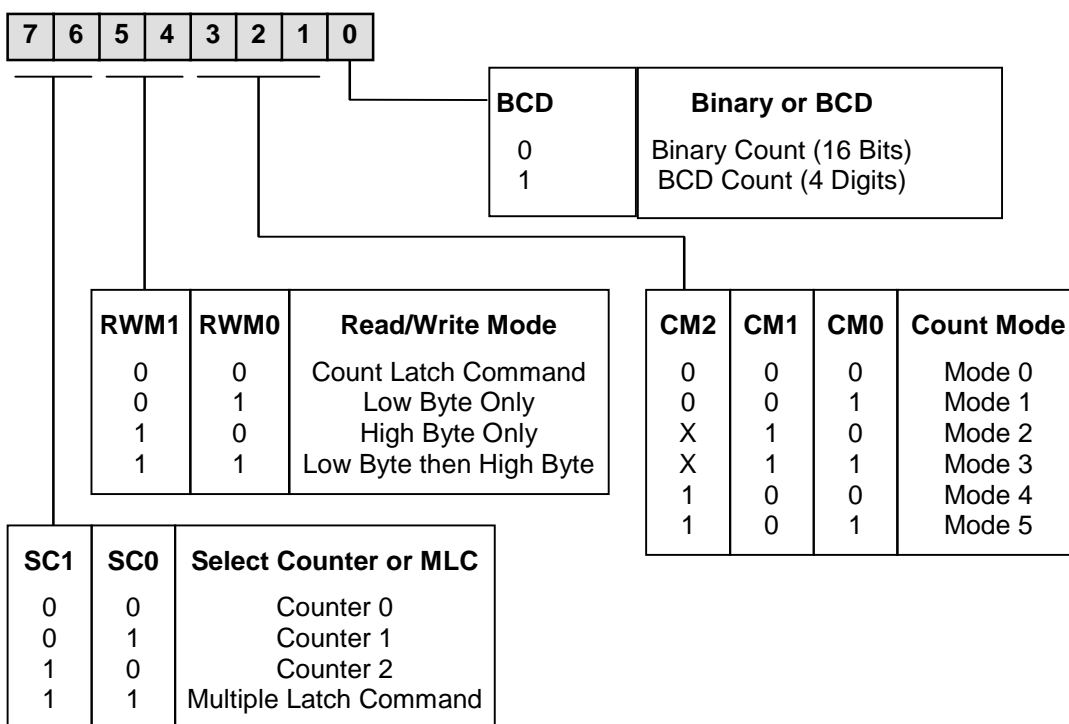 7 6 5 4 3 2 1 0
BCD Binary or BCD
0 Binary Count (16 Bits)
1 BCD Count (4 Digits)
RWM1 RWM0 Read/Write Mode
0 0 Count Latch Command
0 1 Low Byte Only
1 0 High Byte Only
1 1 Low Byte then High Byte
CM2 CM1 CM0 Count Mode
0 0 0 Mode 0
0 0 1 Mode 1
X 1 0 Mode 2
X 1 1 Mode 3
1 0 0 Mode 4
1 0 1 Mode 5
SC1 SC0 Select Counter or MLC
0 0 Counter 0
0 1 Counter 1
1 0 Counter 2
1 1 Multiple Latch Command